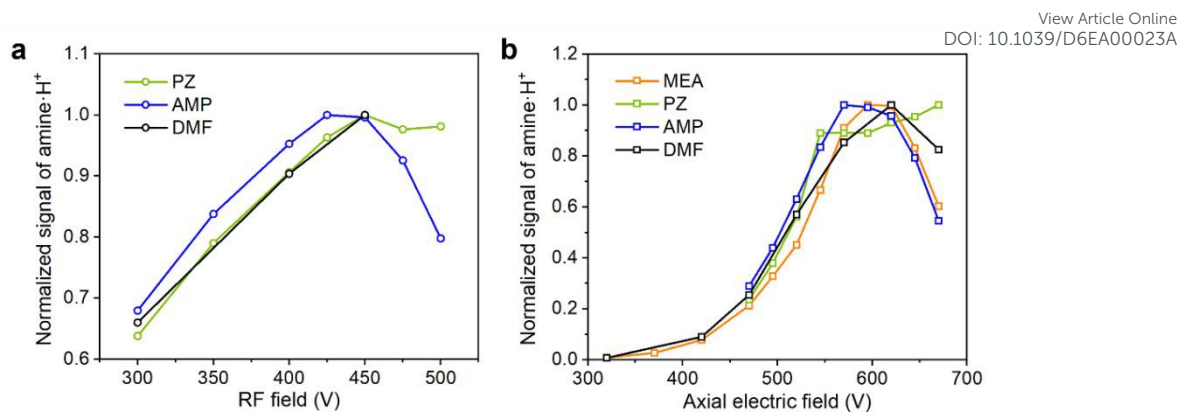 View Article Online
DOI: 10.1039/D6EA00023A
a
Normalized signal of amine·H⁺
1.1
1.0
0.9
0.8
0.7
0.6
PZ
AMP
DMF
300
350
400
450
500
RF field (V)
b
Normalized signal of amine·H⁺
1.2
1.0
0.8
0.6
0.4
0.2
0.0
MEA
PZ
AMP
DMF
300
400
500
600
700
Axial electric field (V)